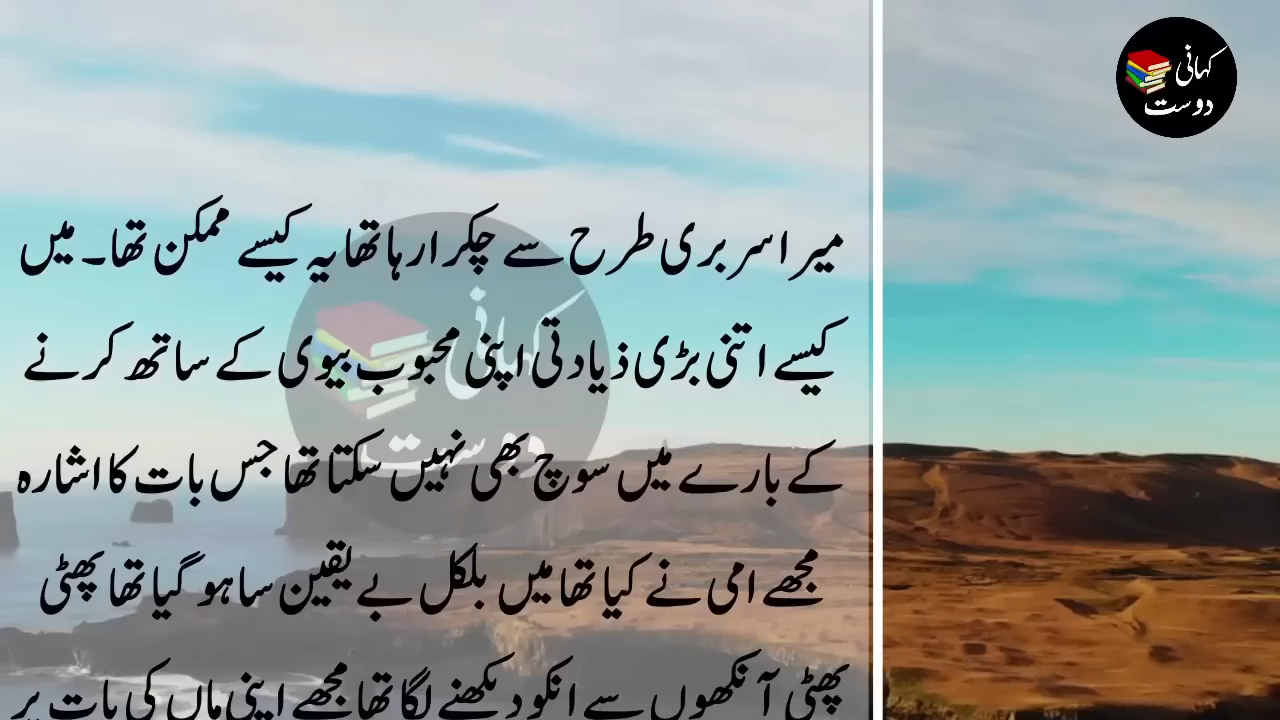 کہانی
دوست
میرا سر بری طرح سے چکرا رہا تھا یہ کیسے ممکن تھا۔ میں
کیسے اتنی بڑی ذیادتی اپنی محبوب بیوی کے ساتھ کرنے
کے بارے میں سوچ بھی نہیں سکتا تھا جس بات کا اشارہ
مجھے امی نے کیا تھا میں بلکل بے یقین سا ہو گیا تھا پھٹی
پھٹی آنکھوں سے انکو دیکھنے لگا تھا مجھے اپنی ماں کی بات پر
کہانی
دوست